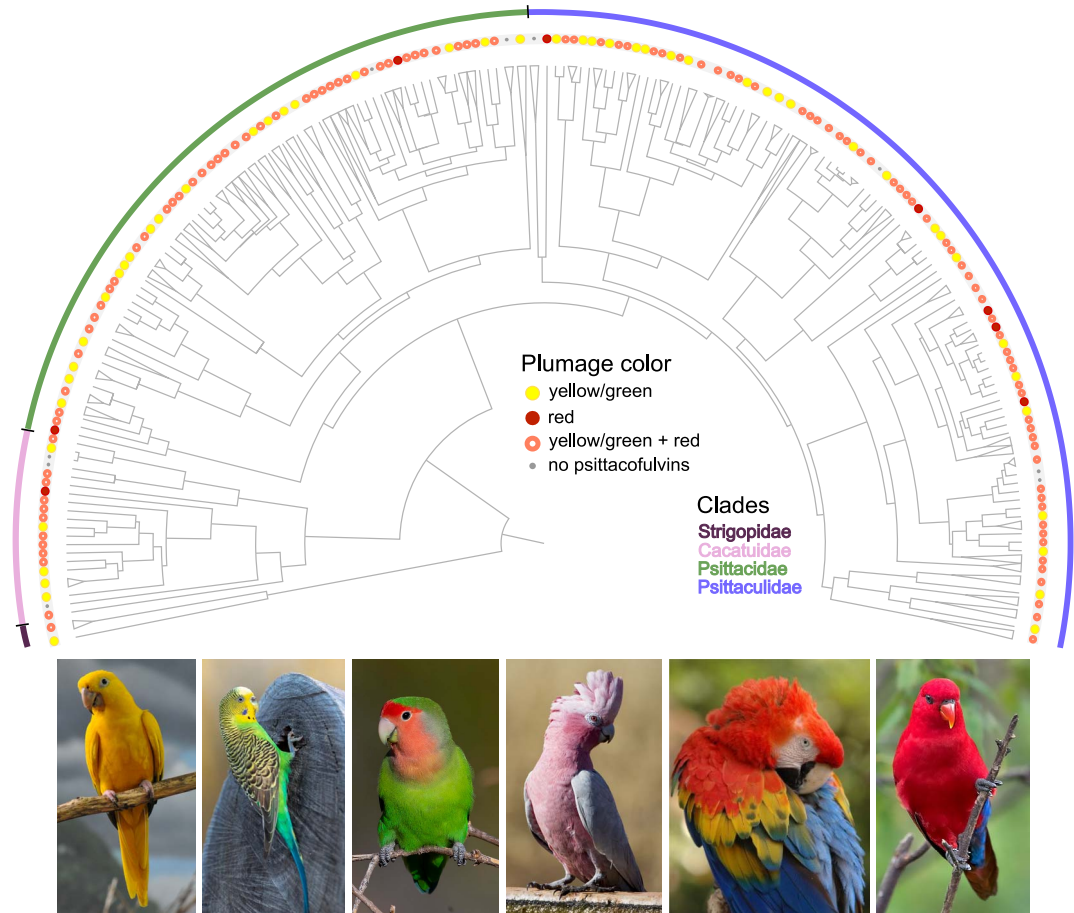 Plumage color
yellow/green
red
yellow/green + red
no psittacofulvins
Clades
Strigopidae
Cacatuidae
Psittacidae
Psittaculidae